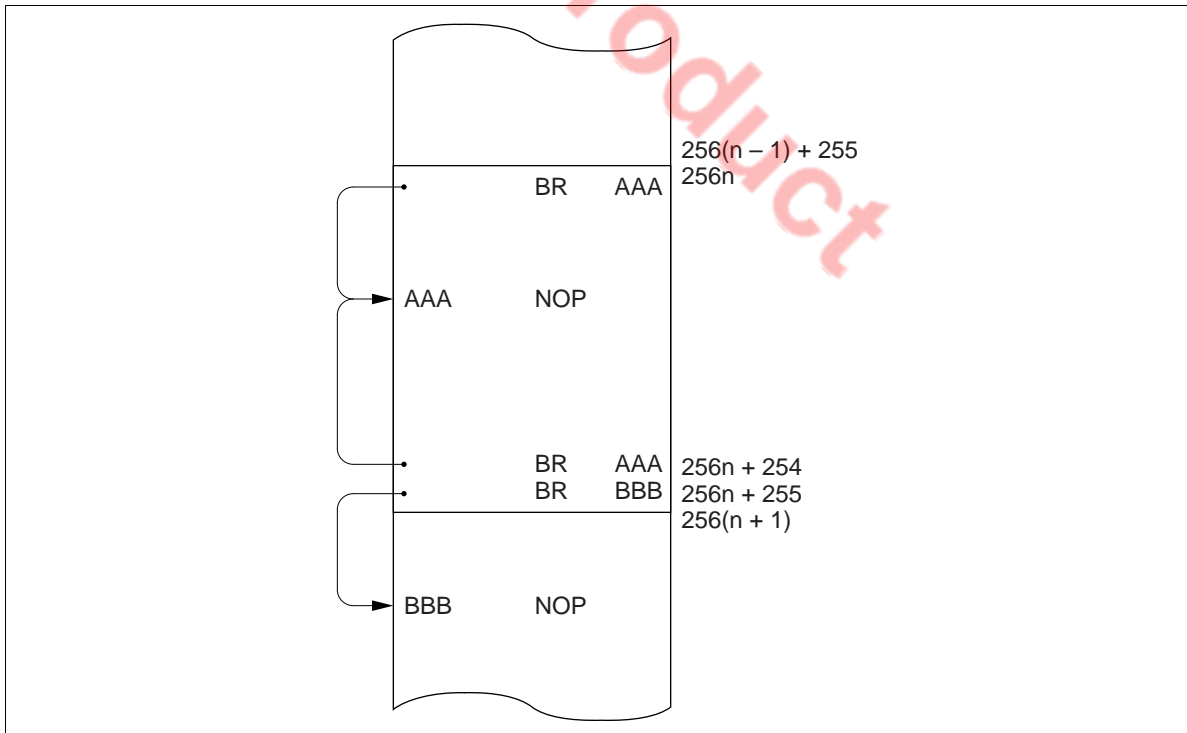 roduct
256(n – 1) + 255
BR AAA 256n
AAA NOP
BR AAA 256n + 254
BR BBB 256n + 255
256(n + 1)
BBB NOP